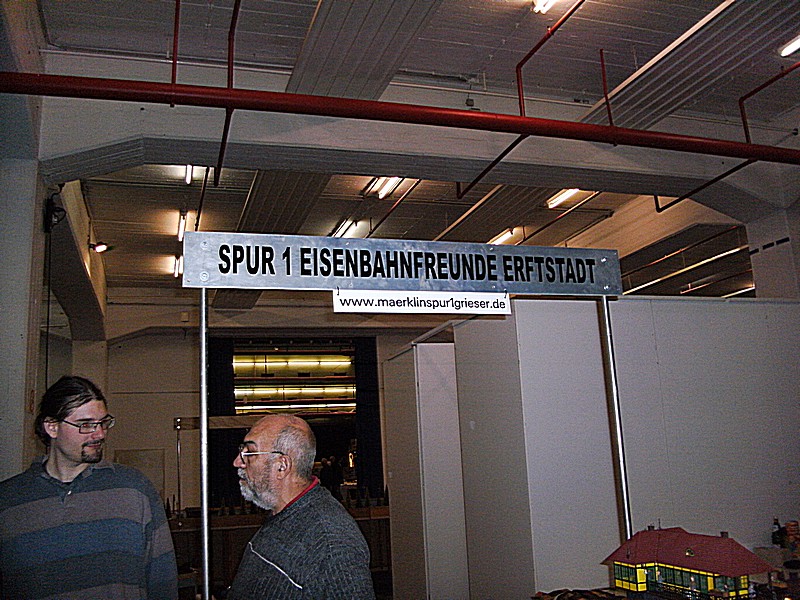 SPUR 1 EISENBAHNFREUNDE ERFTSTADT
www.maerklinspur1grieser.de